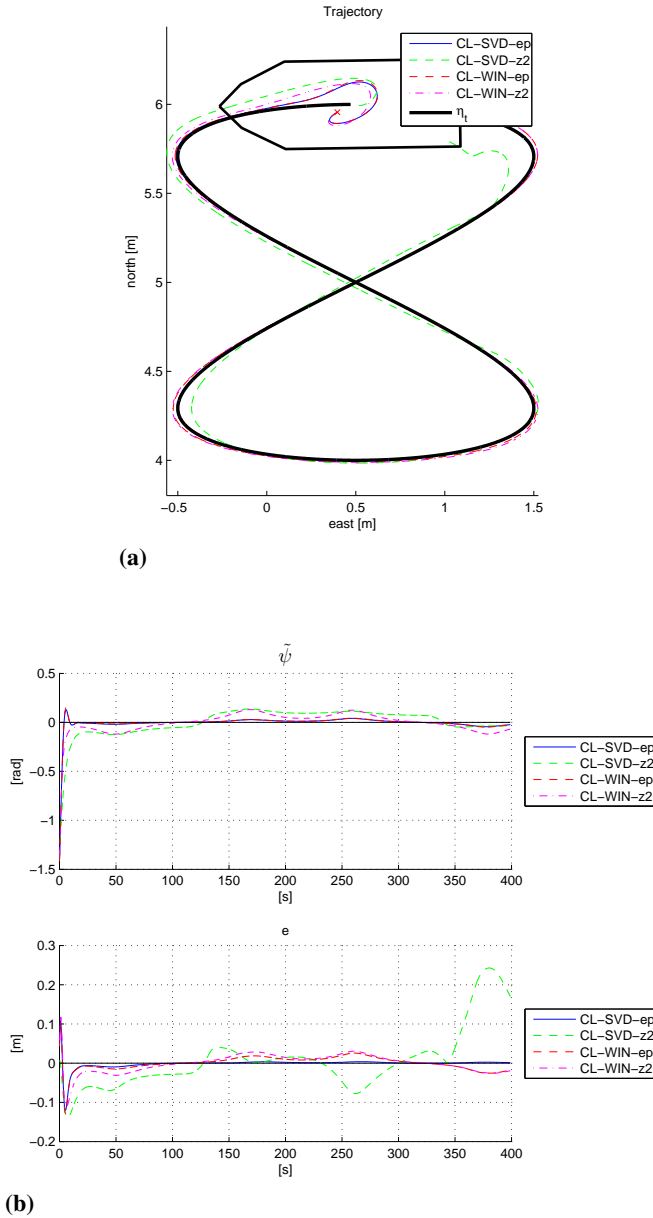 Trajectory
CL-SVD-ep
CL-SVD-z2
CL-WIN-ep
CL-WIN-z2
η_t
6
5.5
5
4.5
4
north [m]
-0.5 0 0.5 1 1.5
east [m]
(a)
ψ̃
0.5
0
-0.5
-1
-1.5
[rad]
0 50 100 150 200 250 300 350 400
[s]
CL-SVD-ep
CL-SVD-z2
CL-WIN-ep
CL-WIN-z2
e
0.3
0.2
0.1
0
-0.1
-0.2
[m]
0 50 100 150 200 250 300 350 400
[s]
CL-SVD-ep
CL-SVD-z2
CL-WIN-ep
CL-WIN-z2
(b)